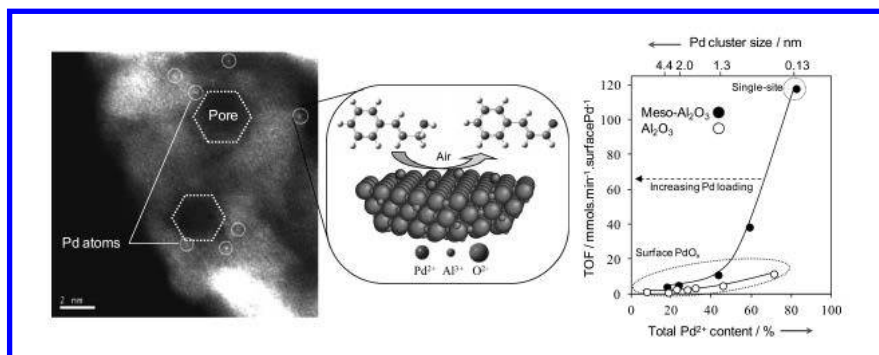 Pore
Pd atoms
2 nm
Air
Pd²⁺ Al³⁺ O²⁻
Pd cluster size / nm
4.4 2.0 1.3 0.13
Single-site
Meso-Al₂O₃
Al₂O₃
Increasing Pd loading
Surface PdOₓ
TOF / mmols.min⁻¹.surfacePd⁻¹
120
100
80
60
40
20
0
0 20 40 60 80 100
Total Pd²⁺ content / %